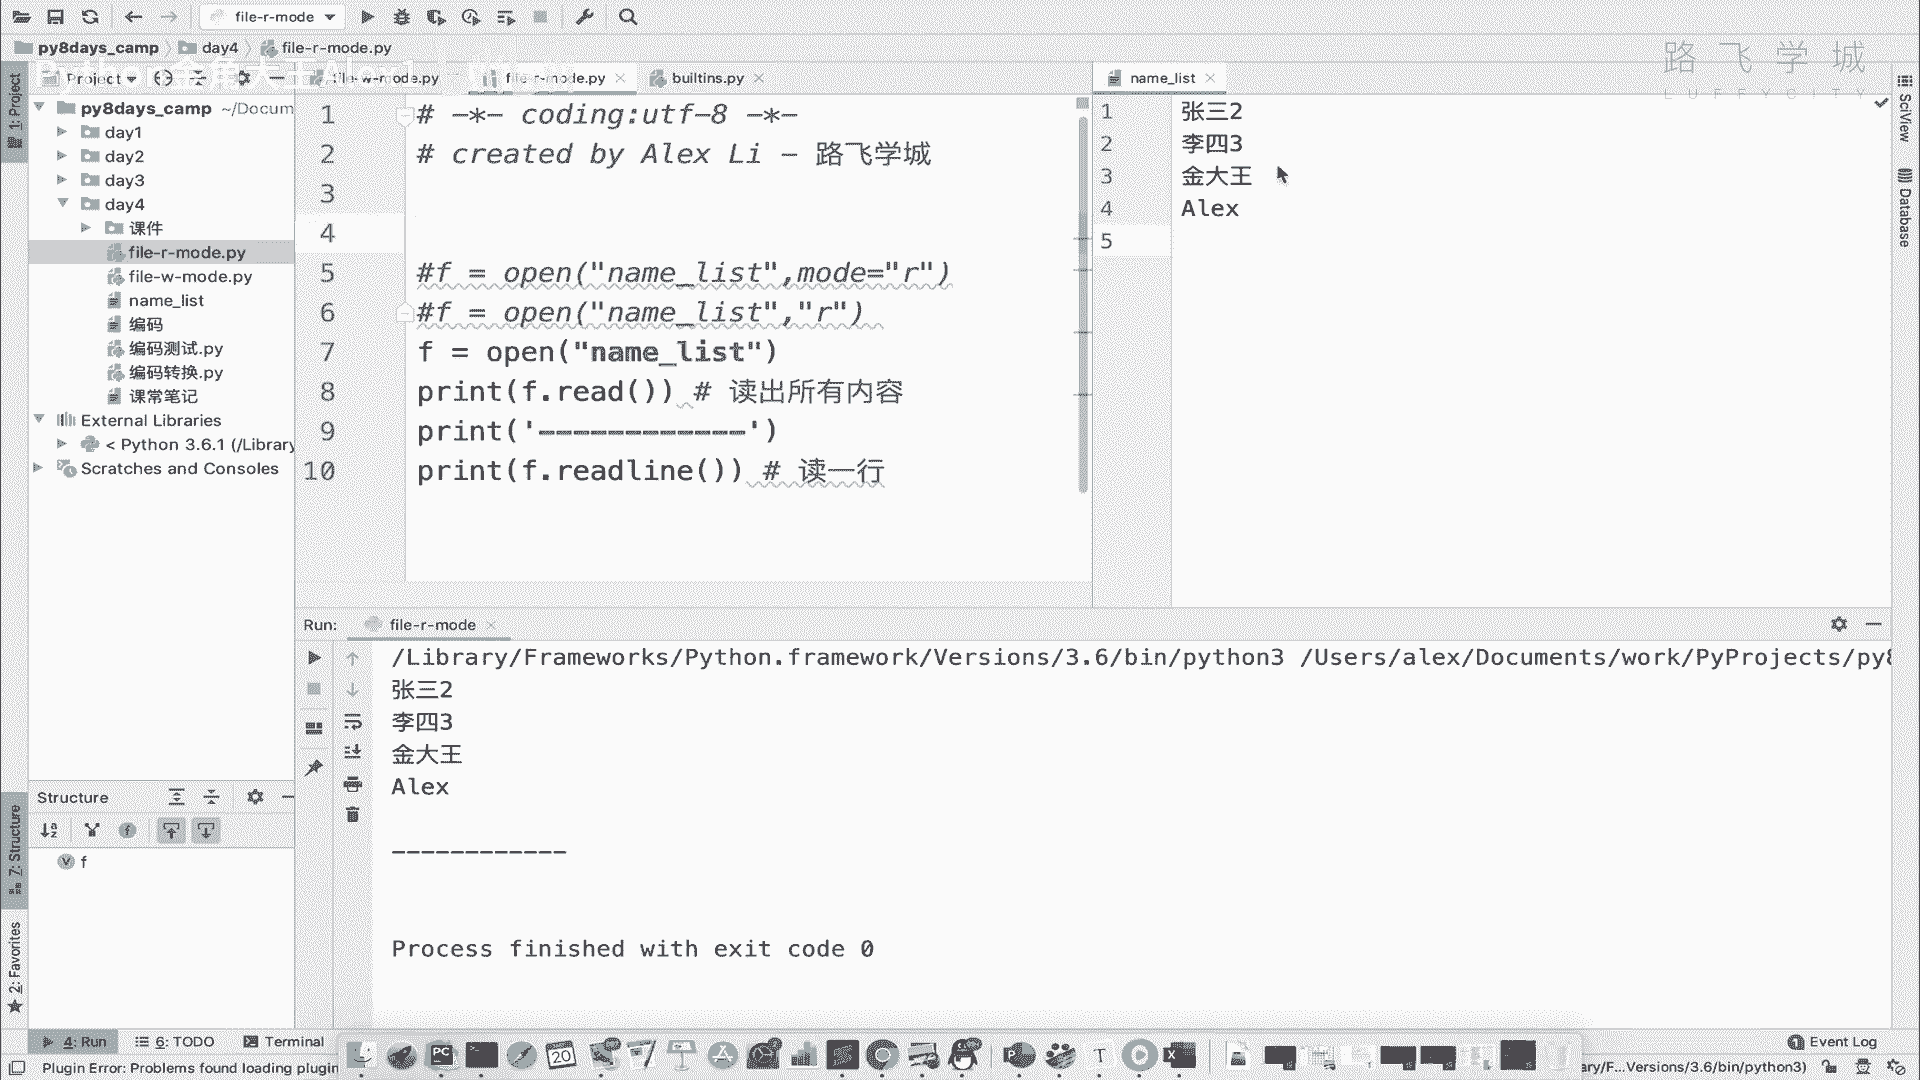 file-r-mode
py8days_camp
day4
file-r-mode.py
路飞学城
LUFFYCITY
Project
file-w-mode.py
file-r-mode.py
builtins.py
name_list
1: Project
py8days_camp ~/Docum
day1
day2
day3
day4
课件
file-r-mode.py
file-w-mode.py
name_list
编码
编码测试.py
编码转换.py
课常笔记
External Libraries
< Python 3.6.1 (/Library
Scratches and Consoles
1 # -*- coding:utf-8 -*-
2 # created by Alex Li - 路飞学城
3
4
5 #f = open("name_list",mode="r")
6 #f = open("name_list","r")
7 f = open("name_list")
8 print(f.read()) # 读出所有内容
9 print('------------')
10 print(f.readline()) # 读一行
1 张三2
2 李四3
3 金大王
4 Alex
5
SciView
Database
Structure
f
7: Structure
2: Favorites
Run: file-r-mode
/Library/Frameworks/Python.framework/Versions/3.6/bin/python3 /Users/alex/Documents/work/PyProjects/py8
张三2
李四3
金大王
Alex
------------
Process finished with exit code 0
4: Run
6: TODO
Terminal
Event Log
Plugin Error: Problems found loading plugin
ary/F...Versions/3.6/bin/python3)
20